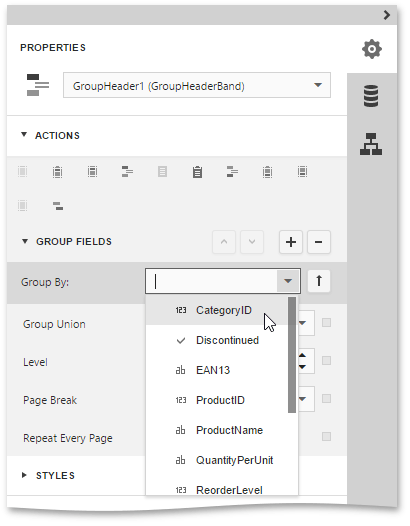 PROPERTIES
GroupHeader1 (GroupHeaderBand)
ACTIONS
GROUP FIELDS
Group By:
123 CategoryID
Group Union
Discontinued
Level
ab EAN13
Page Break
123 ProductID
ab ProductName
Repeat Every Page
ab QuantityPerUnit
STYLES
123 ReorderLevel